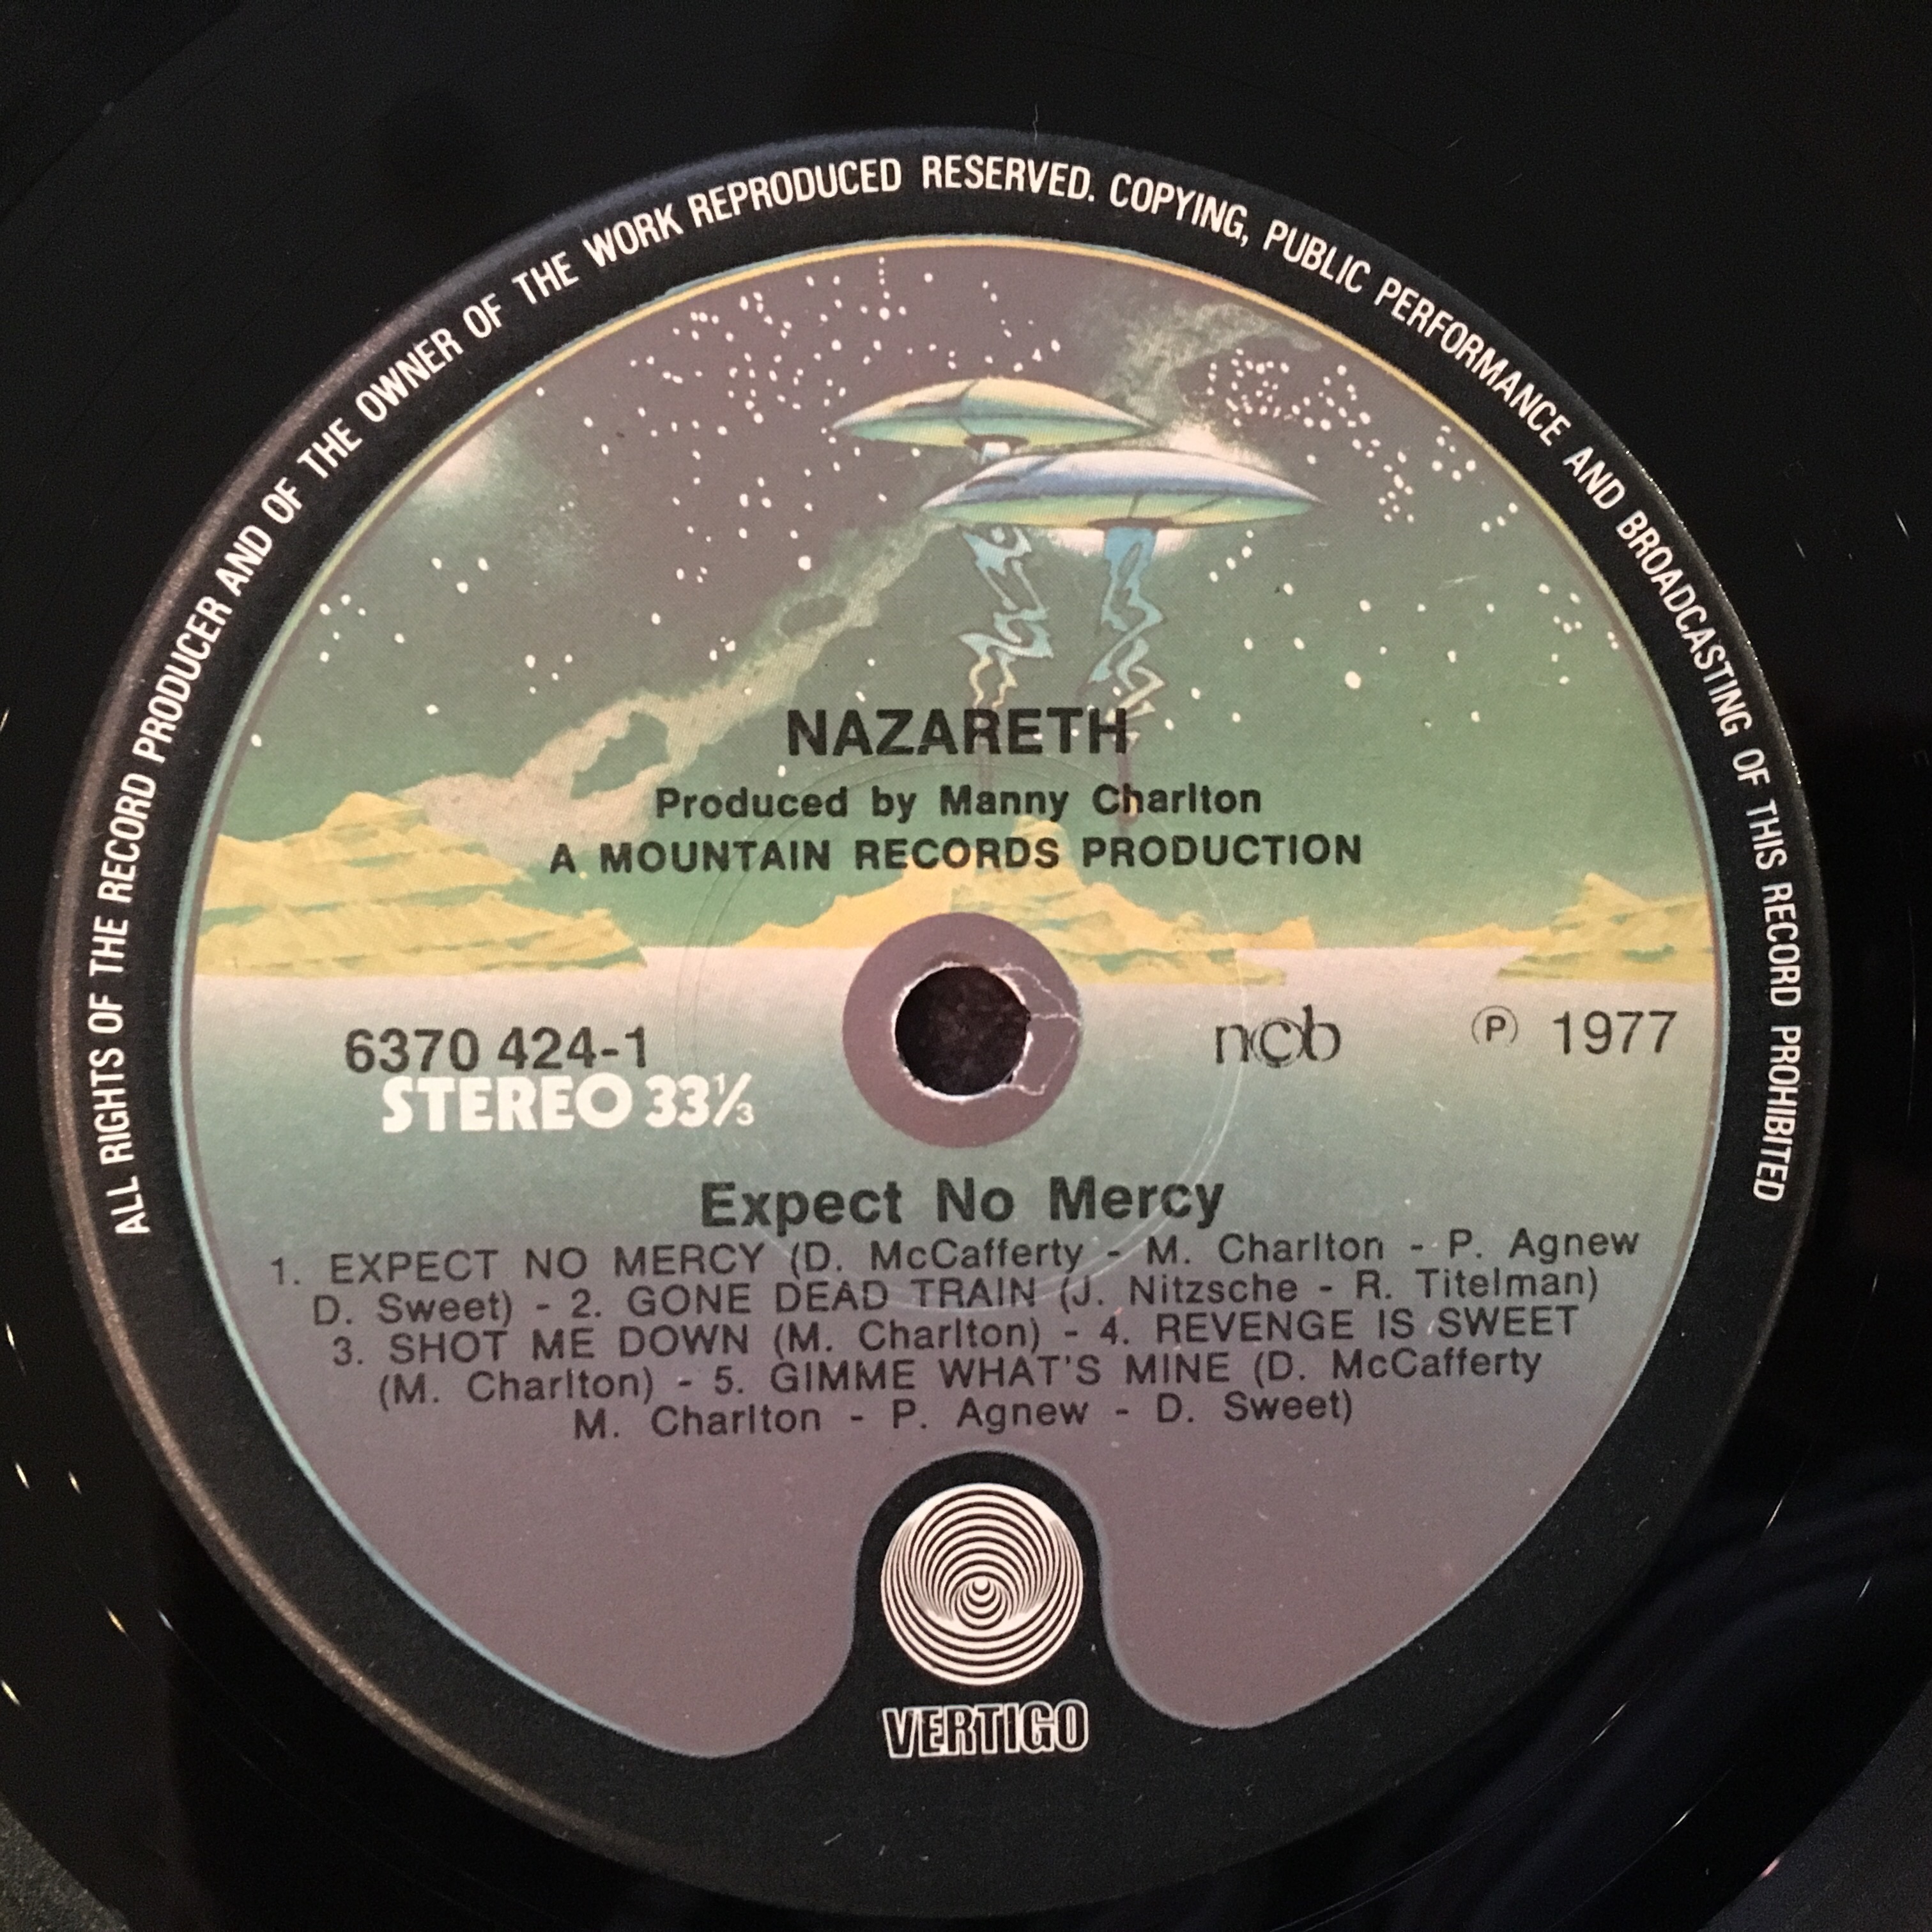 ALL RIGHTS OF THE RECORD PRODUCER AND OF THE OWNER OF THE WORK REPRODUCED RESERVED. COPYING, PUBLIC PERFORMANCE AND BROADCASTING OF THIS RECORD PROHIBITED
NAZARETH
Produced by Manny Charlton
A MOUNTAIN RECORDS PRODUCTION
6370 424-1
STEREO 33⅓
ncb
Ⓟ 1977
Expect No Mercy
1. EXPECT NO MERCY (D. McCafferty - M. Charlton - P. Agnew
D. Sweet) - 2. GONE DEAD TRAIN (J. Nitzsche - R. Titelman)
3. SHOT ME DOWN (M. Charlton) - 4. REVENGE IS SWEET
(M. Charlton) - 5. GIMME WHAT'S MINE (D. McCafferty
M. Charlton - P. Agnew - D. Sweet)
VERTIGO